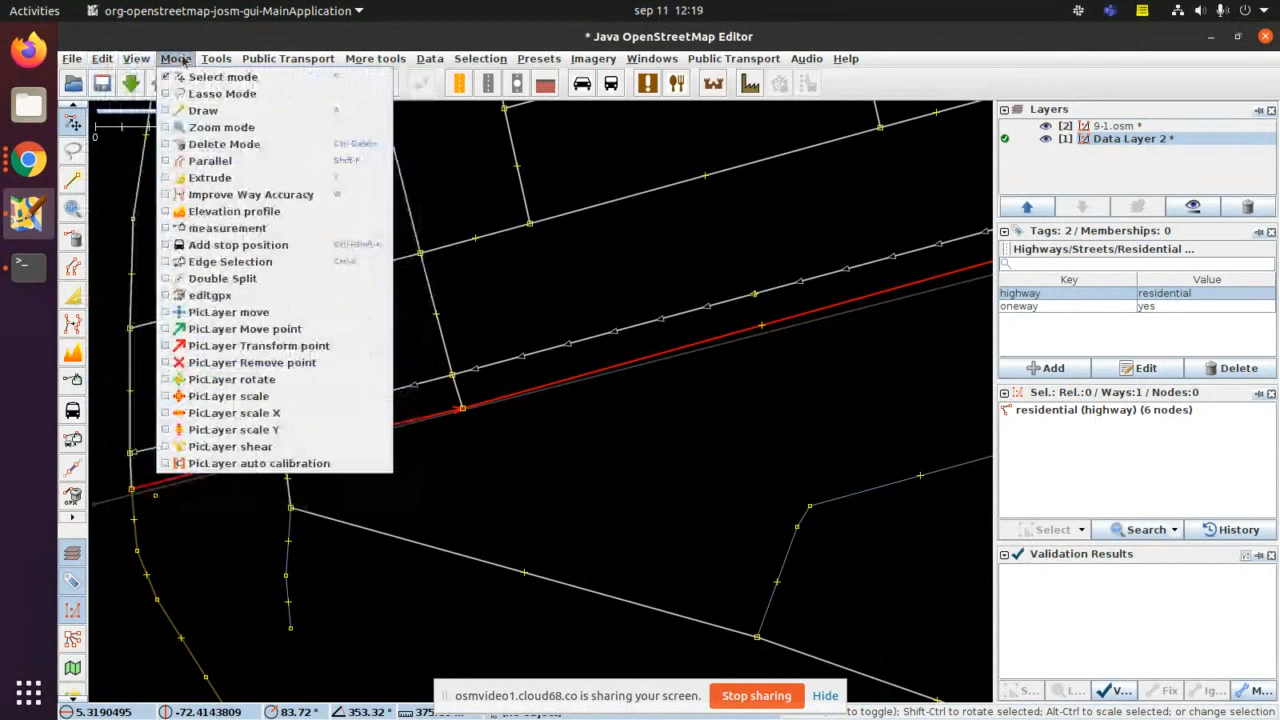 Activities org-openstreetmap-josm-gui-MainApplication sep 11 12:19
* Java OpenStreetMap Editor
File Edit View Mode Tools Public Transport More tools Data Selection Presets Imagery Windows Public Transport Audio Help
Select mode
Lasso Mode
Draw A
Zoom mode
Delete Mode Ctrl-Delete
Parallel Shift-P
Extrude
Improve Way Accuracy W
Elevation profile
measurement
Add stop position
Edge Selection
Double Split
editgpx
PicLayer move
PicLayer Move point
PicLayer Transform point
PicLayer Remove point
PicLayer rotate
PicLayer scale
PicLayer scale X
PicLayer scale Y
PicLayer shear
PicLayer auto calibration
0
GPX
Layers
[2] 9-1.osm *
[1] Data Layer 2 *
Tags: 2 / Memberships: 0
Highways/Streets/Residential ...
Key Value
highway residential
oneway yes
Add Edit Delete
Sel.: Rel.:0 / Ways:1 / Nodes:0
residential (highway) (6 nodes)
Select Search History
Validation Results
S... L... V... Sto Ig... M...
osmvideo1.cloud68.co is sharing your screen. Stop sharing Hide
5.3190495 -72.4143809 83.72 ° 353.32 °
to toggle); Shift-Ctrl to rotate selected; Alt-Ctrl to scale selected; or change selection